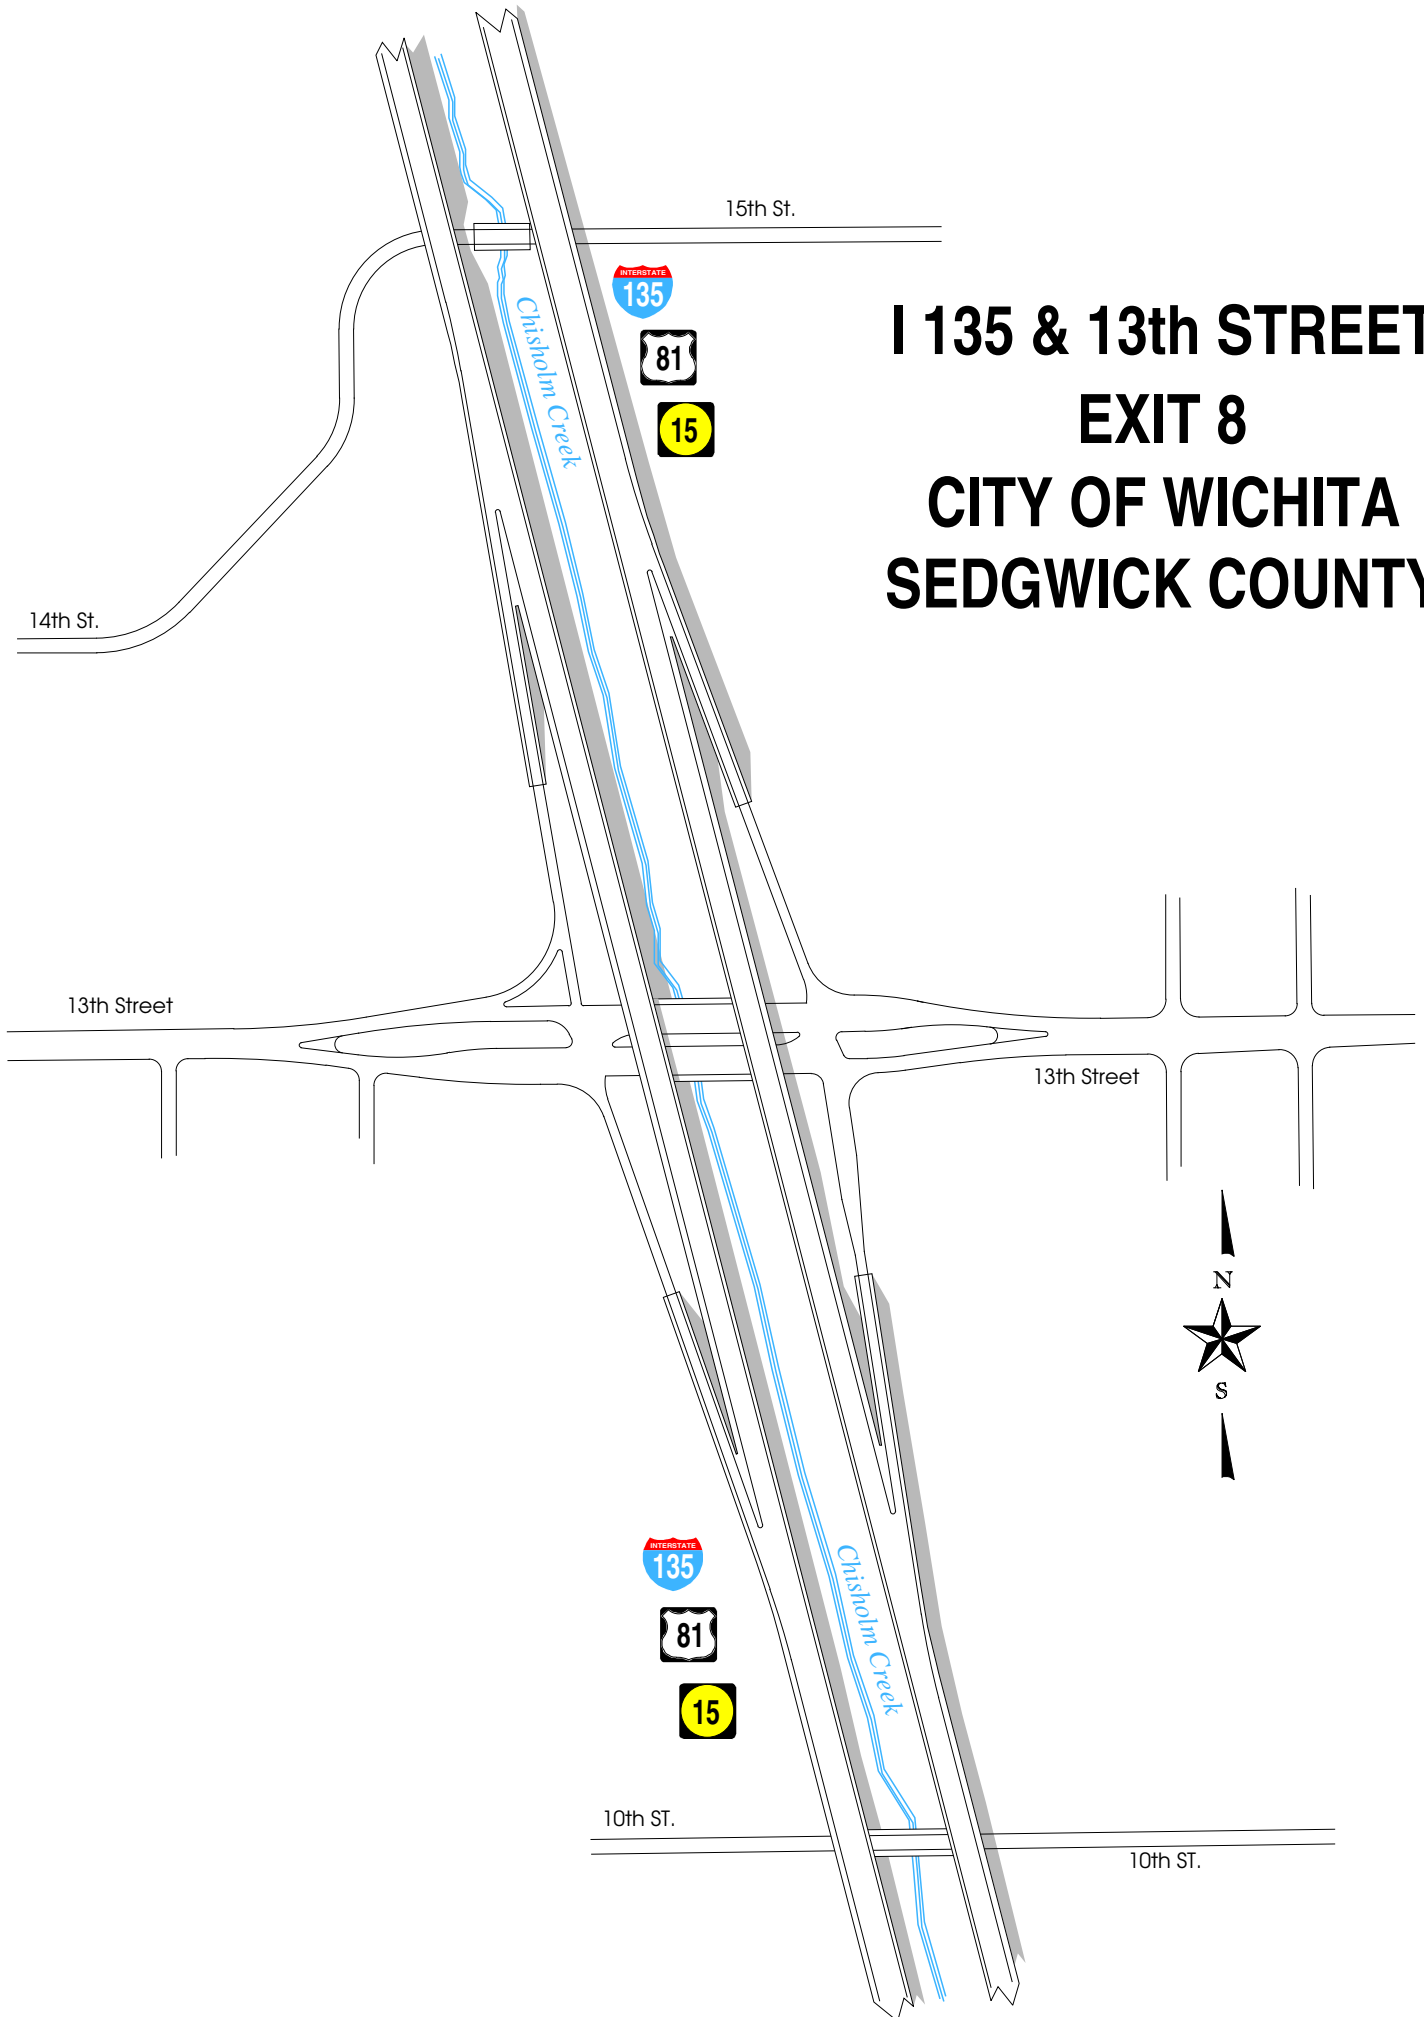 15th St.
INTERSTATE
135
81
15
Chisholm Creek
I 135 & 13th STREET
EXIT 8
CITY OF WICHITA
SEDGWICK COUNTY
14th St.
13th Street
13th Street
N
S
INTERSTATE
135
81
15
Chisholm Creek
10th ST.
10th ST.